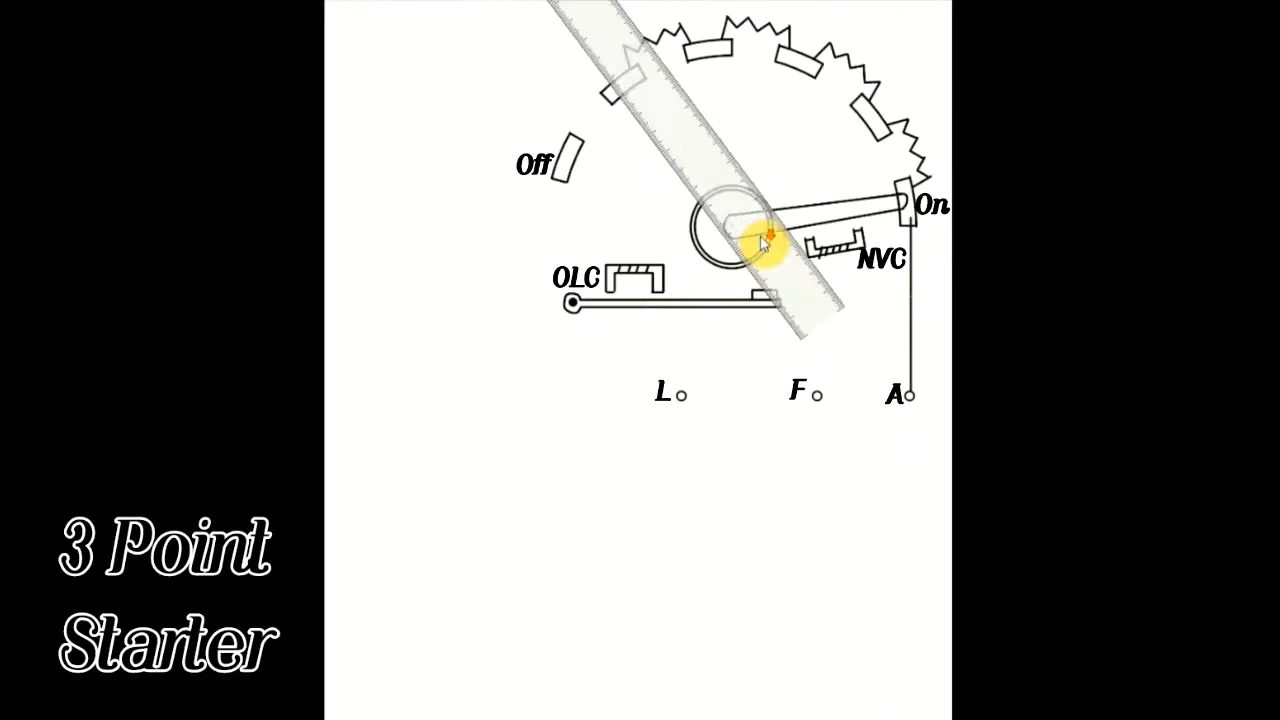 Off
On
NVC
OLC
L
F
A
3 Point
Starter